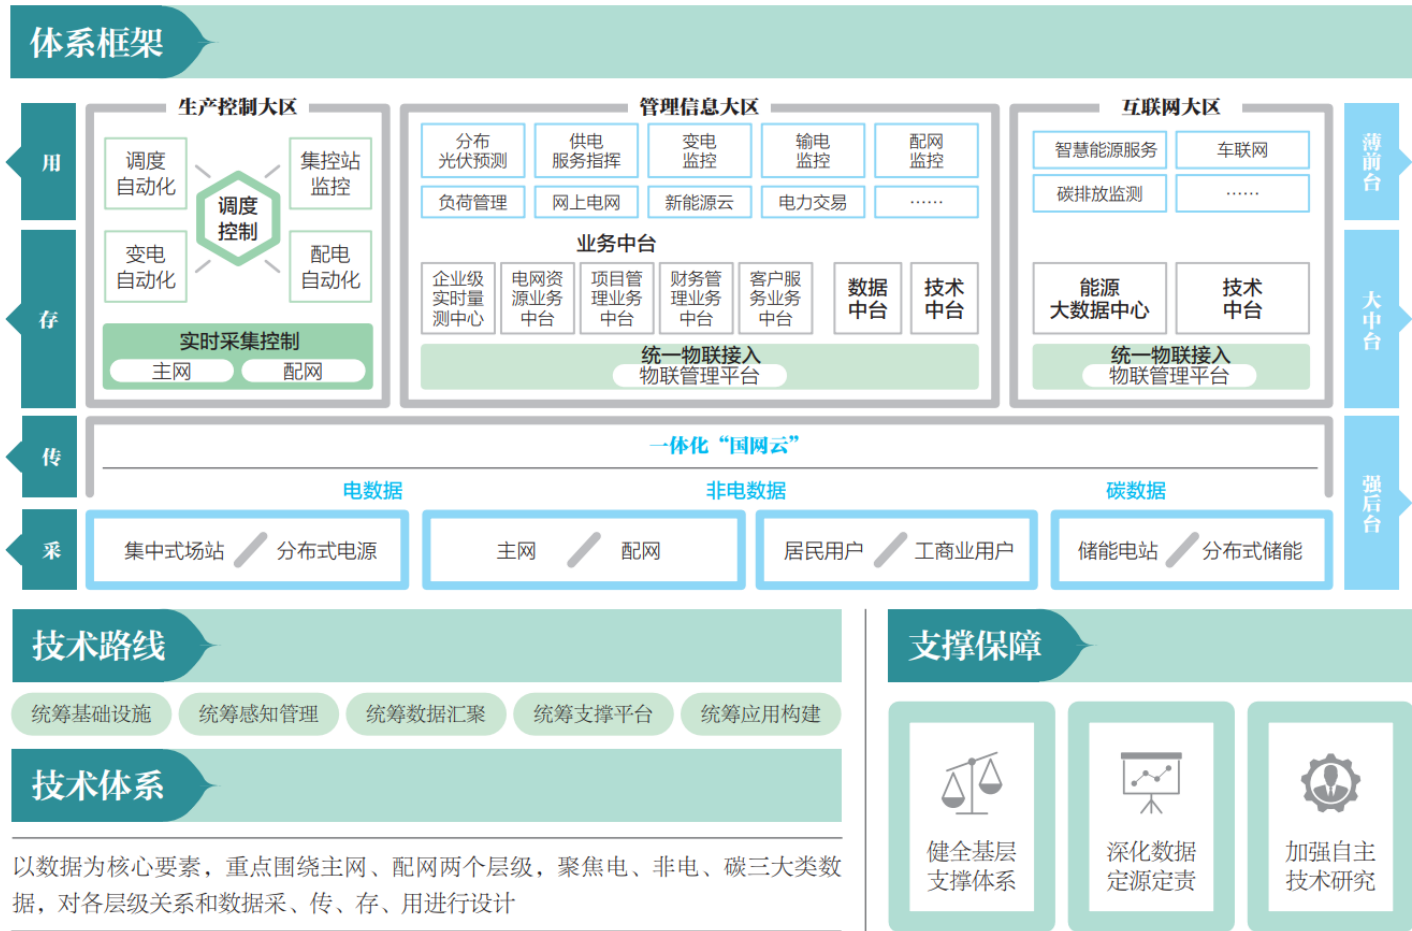 体系框架
用
存
传
采
生产控制大区
调度
自动化
集控站
监控
调度
控制
变电
自动化
配电
自动化
实时采集控制
主网
配网
管理信息大区
分布
光伏预测
供电
服务指挥
变电
监控
输电
监控
配网
监控
负荷管理
网上电网
新能源云
电力交易
……
业务中台
企业级
实时量
测中心
电网资
源业务
中台
项目管
理业务
中台
财务管
理业务
中台
客户服
务业务
中台
数据
中台
技术
中台
统一物联接入
物联管理平台
互联网大区
智慧能源服务
车联网
碳排放监测
……
能源
大数据中心
技术
中台
统一物联接入
物联管理平台
薄前台
大中台
强后台
一体化“国网云”
电数据
非电数据
碳数据
集中式场站
分布式电源
主网
配网
居民用户
工商业用户
储能电站
分布式储能
技术路线
统筹基础设施
统筹感知管理
统筹数据汇聚
统筹支撑平台
统筹应用构建
技术体系
以数据为核心要素，重点围绕主网、配网两个层级，聚焦电、非电、碳三大类数
据，对各层级关系和数据采、传、存、用进行设计
支撑保障
健全基层
支撑体系
深化数据
定源定责
加强自主
技术研究